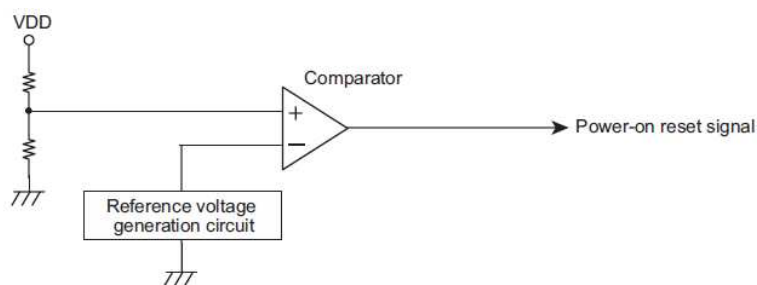 VDD
Comparator
+
−
Power-on reset signal
Reference voltage
generation circuit